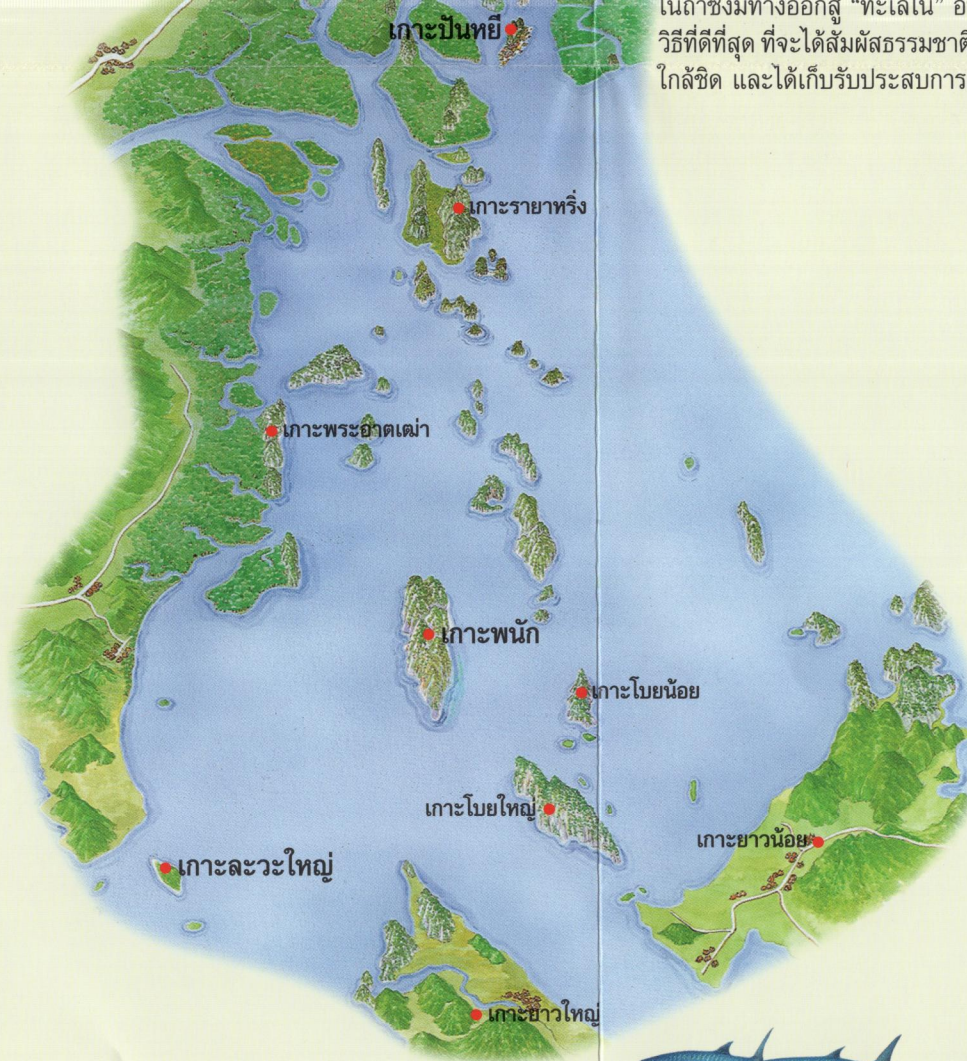 ในถ้ำซึ่งมีทางออกสู่ “ทะเลใน”
วิธีที่ดีที่สุด ที่จะได้สัมผัสธรรมชาติ
ใกล้ชิด และได้เก็บรับประสบการ
เกาะปันหยี
เกาะรายาหริ่ง
เกาะพระอาตเฒ่า
เกาะพนัก
เกาะโบยน้อย
เกาะโบยใหญ่
เกาะยาวน้อย
เกาะละวะใหญ่
เกาะยาวใหญ่